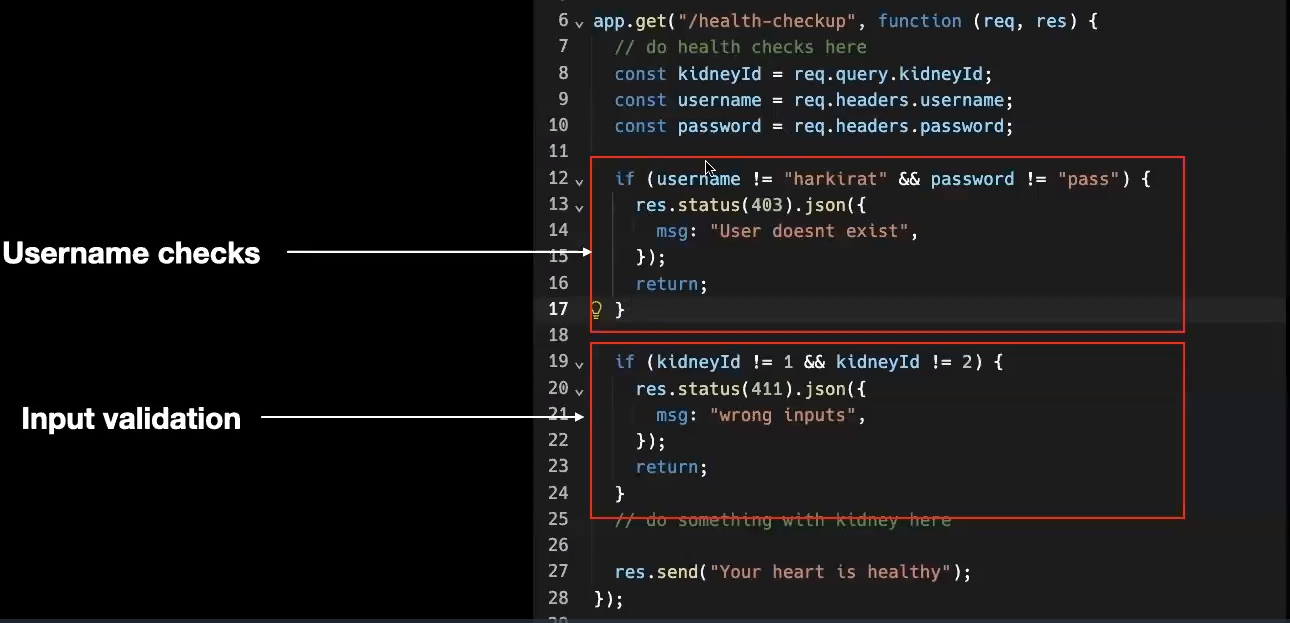 6 app.get("/health-checkup", function (req, res) {
7 // do health checks here
8 const kidneyId = req.query.kidneyId;
9 const username = req.headers.username;
10 const password = req.headers.password;
11
12 if (username != "harkirat" && password != "pass") {
13 res.status(403).json({
14 msg: "User doesnt exist",
Username checks
15 });
16 return;
17 }
18
19 if (kidneyId != 1 && kidneyId != 2) {
20 res.status(411).json({
Input validation
21 msg: "wrong inputs",
22 });
23 return;
24 }
25 // do something with kidney here
26
27 res.send("Your heart is healthy");
28 });